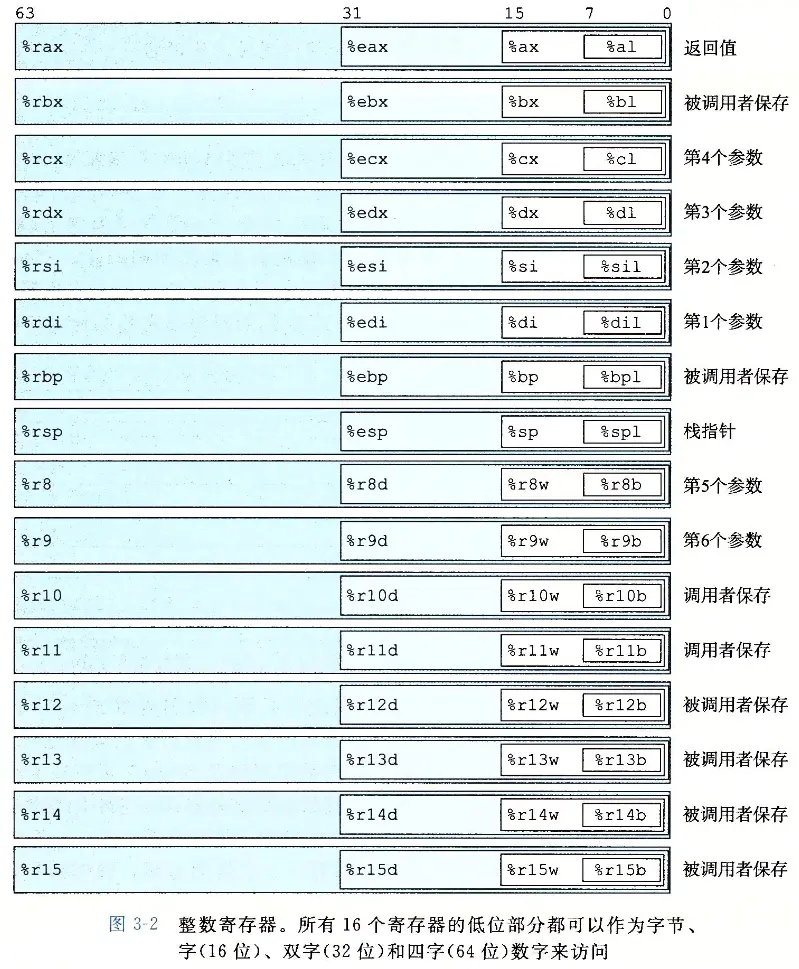 63 31 15 7 0
%rax %eax %ax %al 返回值
%rbx %ebx %bx %bl 被调用者保存
%rcx %ecx %cx %cl 第4个参数
%rdx %edx %dx %dl 第3个参数
%rsi %esi %si %sil 第2个参数
%rdi %edi %di %dil 第1个参数
%rbp %ebp %bp %bpl 被调用者保存
%rsp %esp %sp %spl 栈指针
%r8 %r8d %r8w %r8b 第5个参数
%r9 %r9d %r9w %r9b 第6个参数
%r10 %r10d %r10w %r10b 调用者保存
%r11 %r11d %r11w %r11b 调用者保存
%r12 %r12d %r12w %r12b 被调用者保存
%r13 %r13d %r13w %r13b 被调用者保存
%r14 %r14d %r14w %r14b 被调用者保存
%r15 %r15d %r15w %r15b 被调用者保存
图 3-2 整数寄存器。所有 16 个寄存器的低位部分都可以作为字节、
字(16 位)、双字(32 位)和四字(64 位)数字来访问